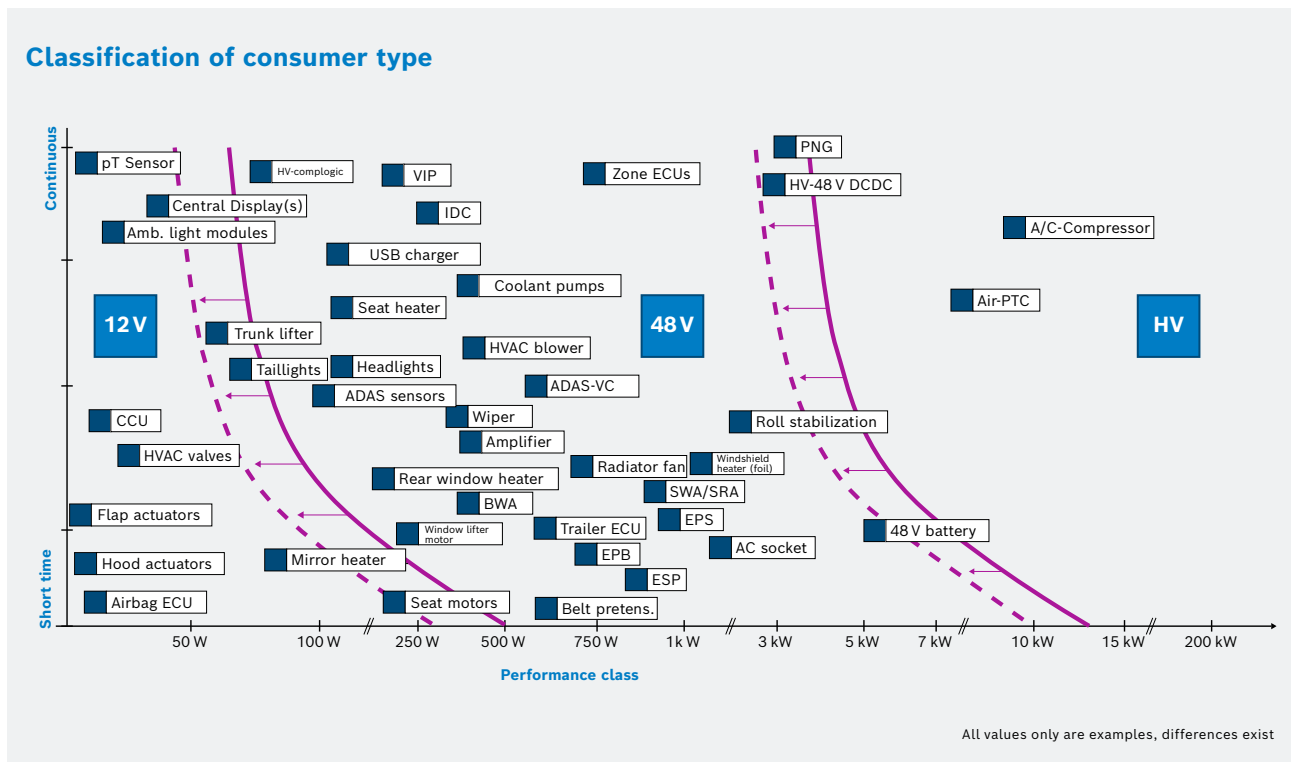 Classification of consumer type
Continuous
Short time
PNG
pT Sensor
HV-complogic
VIP
Zone ECUs
HV-48 V DCDC
Central Display(s)
IDC
Amb. light modules
A/C-Compressor
USB charger
Coolant pumps
Seat heater
Air-PTC
12 V
48 V
HV
Trunk lifter
HVAC blower
Taillights
Headlights
ADAS-VC
ADAS sensors
CCU
Wiper
Roll stabilization
Amplifier
HVAC valves
Radiator fan
Windshield
heater (foil)
Rear window heater
SWA/SRA
BWA
Flap actuators
EPS
Window lifter
motor
Trailer ECU
48 V battery
AC socket
EPB
Mirror heater
Hood actuators
ESP
Airbag ECU
Seat motors
Belt pretens.
50 W 100 W 250 W 500 W 750 W 1 kW 3 kW 5 kW 7 kW 10 kW 15 kW 200 kW
Performance class
All values only are examples, differences exist